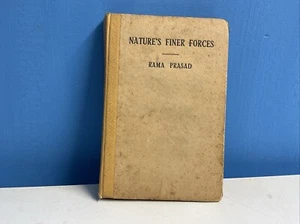 NATURE'S FINER FORCES
RAMA PRASAD